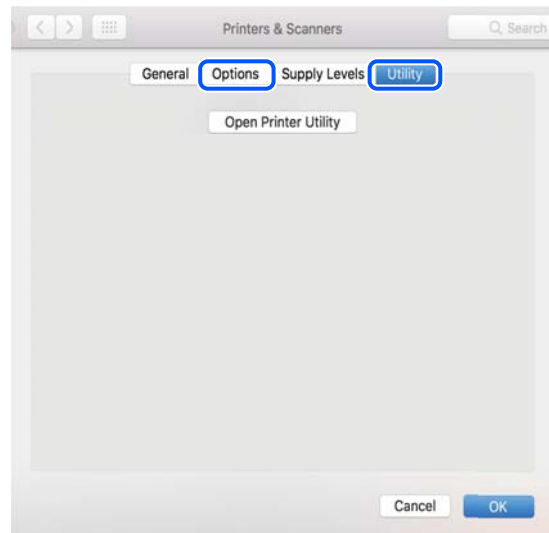 Printers & Scanners Search
General Options Supply Levels Utility
Open Printer Utility
Cancel OK